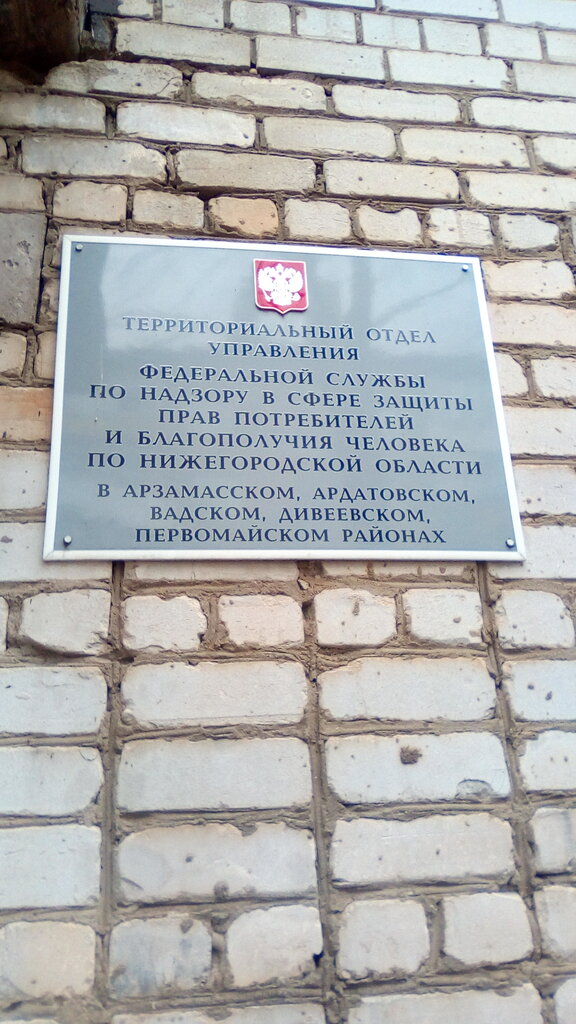 ТЕРРИТОРИАЛЬНЫЙ ОТДЕЛ
УПРАВЛЕНИЯ
ФЕДЕРАЛЬНОЙ СЛУЖБЫ
ПО НАДЗОРУ В СФЕРЕ ЗАЩИТЫ
ПРАВ ПОТРЕБИТЕЛЕЙ
И БЛАГОПОЛУЧИЯ ЧЕЛОВЕКА
ПО НИЖЕГОРОДСКОЙ ОБЛАСТИ
В АРЗАМАССКОМ, АРДАТОВСКОМ,
ВАДСКОМ, ДИВЕЕВСКОМ,
ПЕРВОМАЙСКОМ РАЙОНАХ